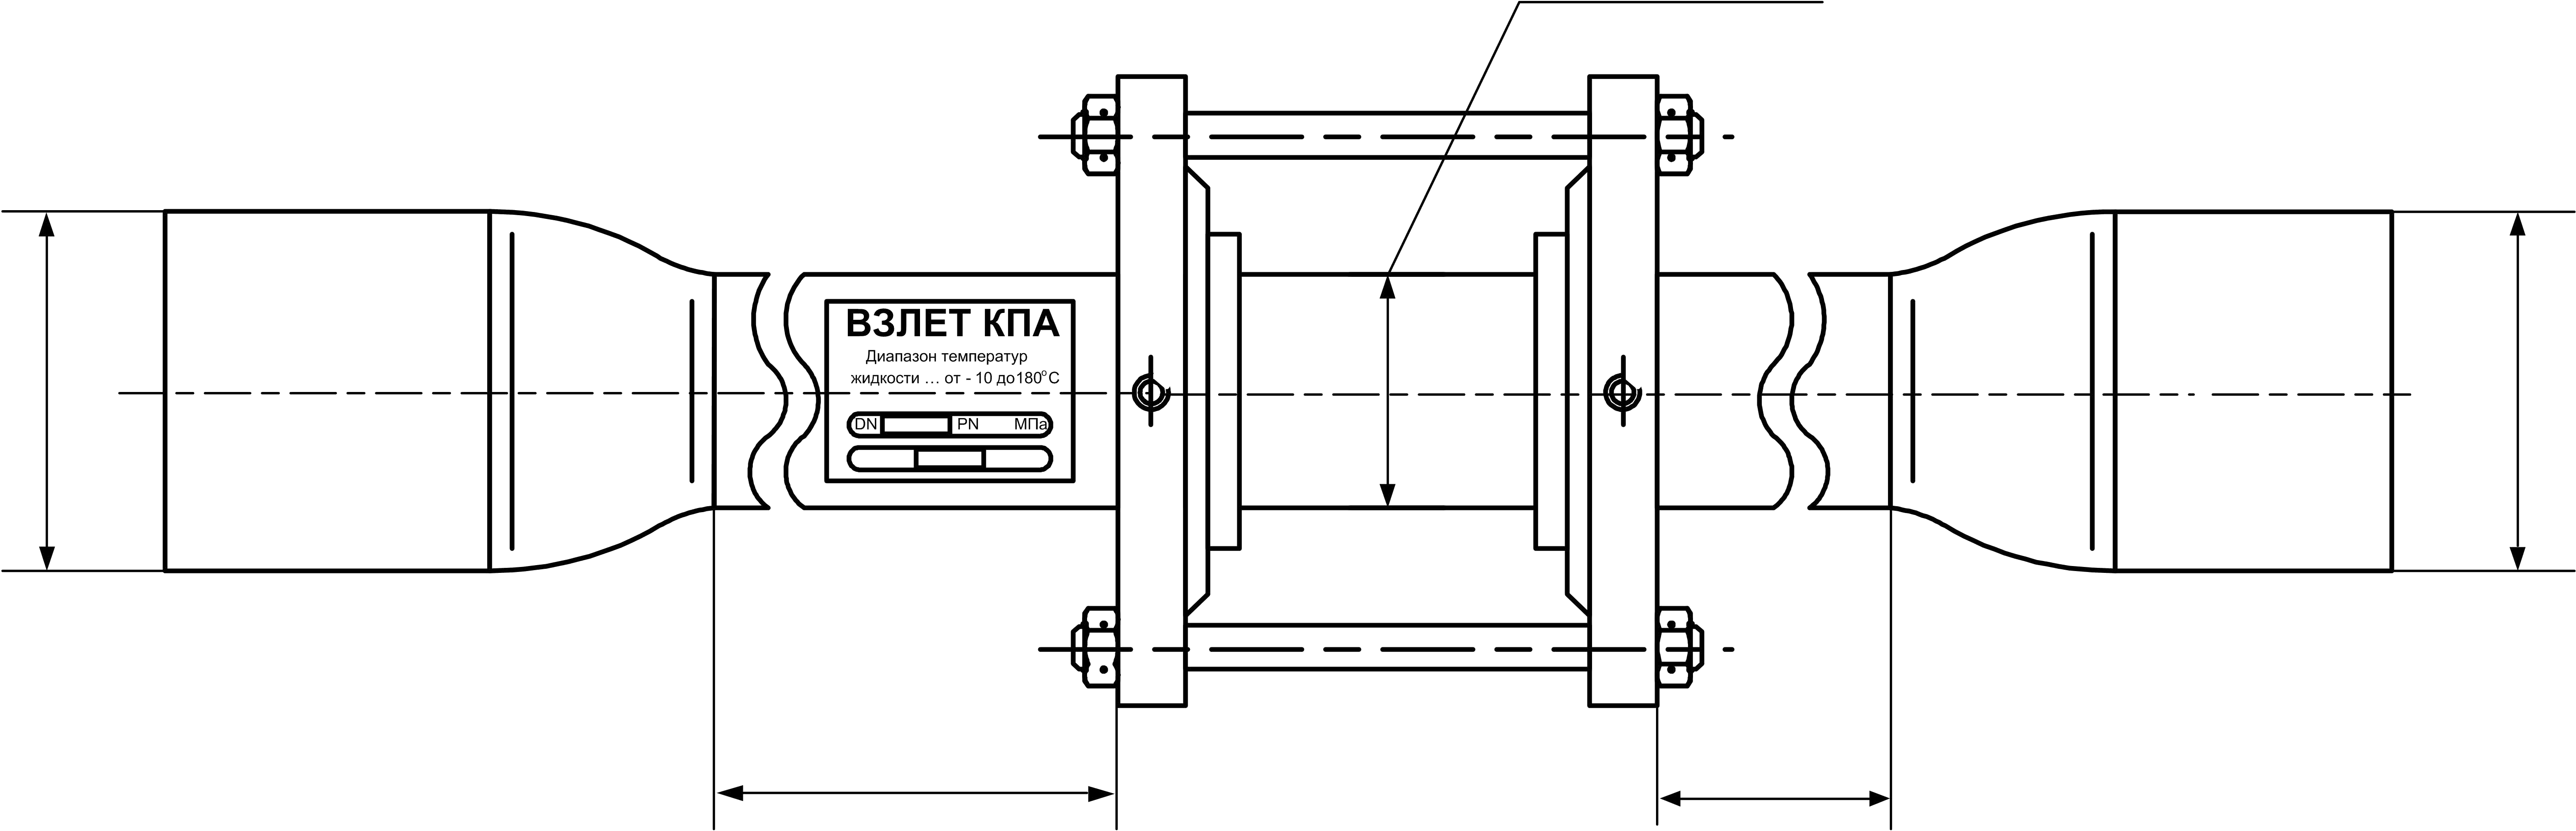 ВЗЛЕТ КПА
Диапазон температур
жидкости ... от - 10 до180°С
DN PN МПа